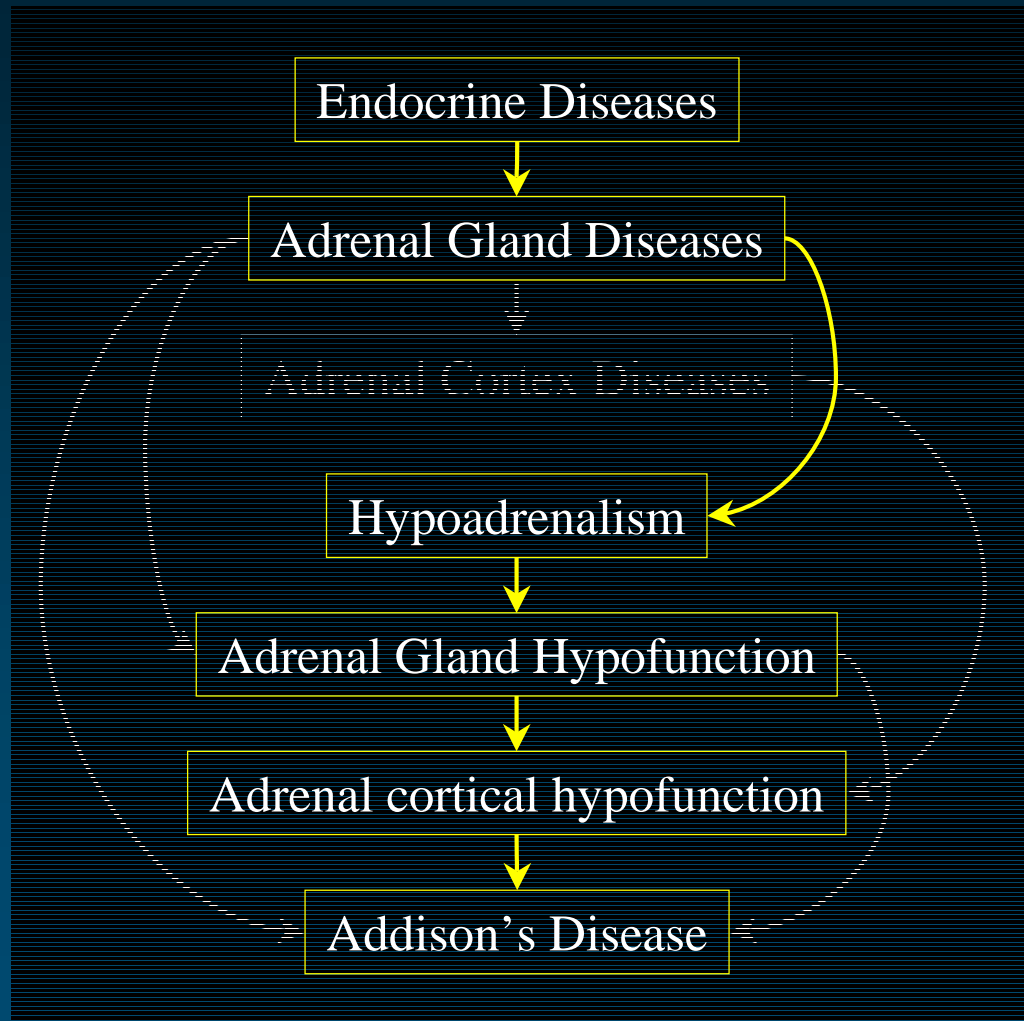 Endocrine Diseases
Adrenal Gland Diseases
Adrenal Cortex Diseases
Hypoadrenalism
Adrenal Gland Hypofunction
Adrenal cortical hypofunction
Addison’s Disease